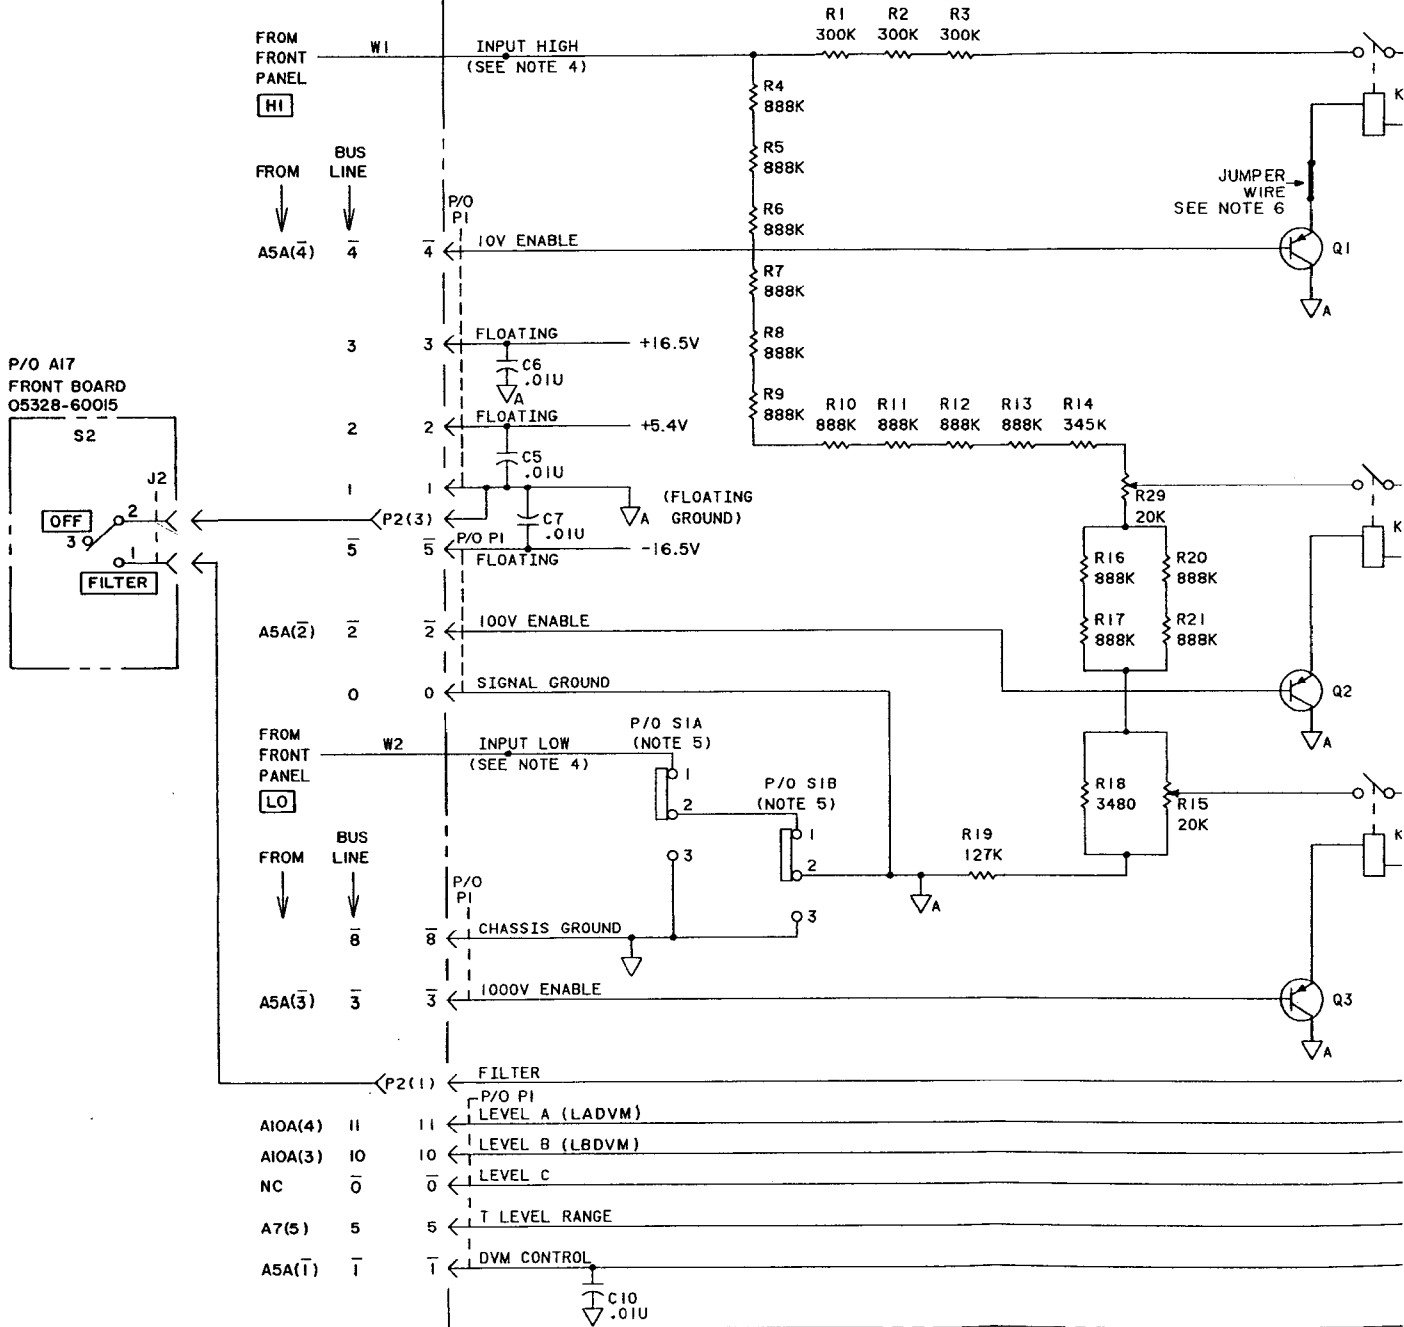 R1 R2 R3
300K 300K 300K
FROM
FRONT
PANEL
HI
W1
INPUT HIGH
(SEE NOTE 4)
R4
888K
R5
888K
R6
888K
R7
888K
R8
888K
R9
888K
K
JUMPER
WIRE
SEE NOTE 6
Q1
A
FROM
BUS
LINE
P/O
P1
A5A(4̅) 4̅ 4̅ 10V ENABLE
3 3 FLOATING +16.5V
C6
.01U
A
P/O A17
FRONT BOARD
05328-60015
S2
J2
OFF
2
3
1
FILTER
2 2 FLOATING +5.4V
C5
.01U
1 1
(FLOATING
GROUND)
A
P2(3)
C7
.01U
5̅ 5̅ P/O P1
FLOATING
-16.5V
R10 R11 R12 R13 R14
888K 888K 888K 888K 345K
R29
20K
K
R16
888K
R20
888K
R17
888K
R21
888K
A5A(2̅) 2̅ 2̅ 100V ENABLE
0 0 SIGNAL GROUND
Q2
A
FROM
FRONT
PANEL
LO
W2
INPUT LOW
(SEE NOTE 4)
P/O S1A
(NOTE 5)
1
2
3
P/O S1B
(NOTE 5)
1
2
3
R18
3480
R15
20K
R19
127K
A
K
FROM
BUS
LINE
P/O
P1
8̅ 8̅ CHASSIS GROUND
A5A(3̅) 3̅ 3̅ 1000V ENABLE
Q3
A
P2(1) FILTER
P/O P1
A10A(4) 11 11 LEVEL A (LADVM)
A10A(3) 10 10 LEVEL B (LBDVM)
NC 0̅ 0̅ LEVEL C
A7(5) 5 5 T LEVEL RANGE
A5A(1̅) 1̅ 1̅ DVM CONTROL
C10
.01U